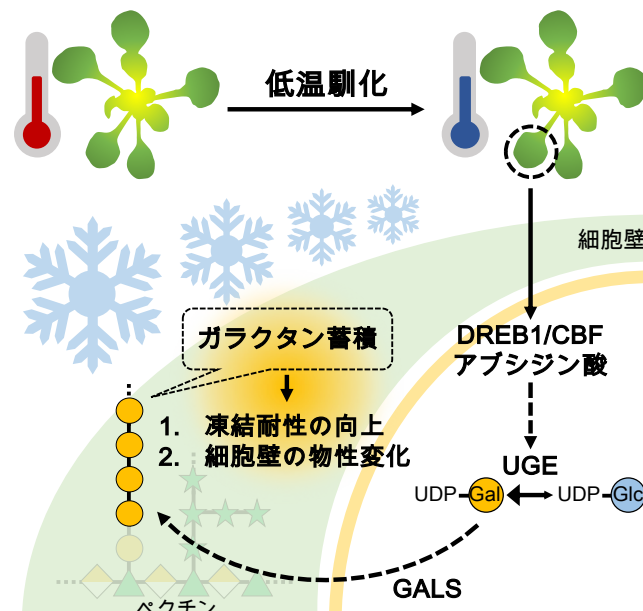 低温馴化
細胞壁
DREB1/CBF
アブシジン酸
ガラクタン蓄積
1. 凍結耐性の向上
2. 細胞壁の物性変化
UGE
UDP Gal UDP Glc
GALS
ペクチン